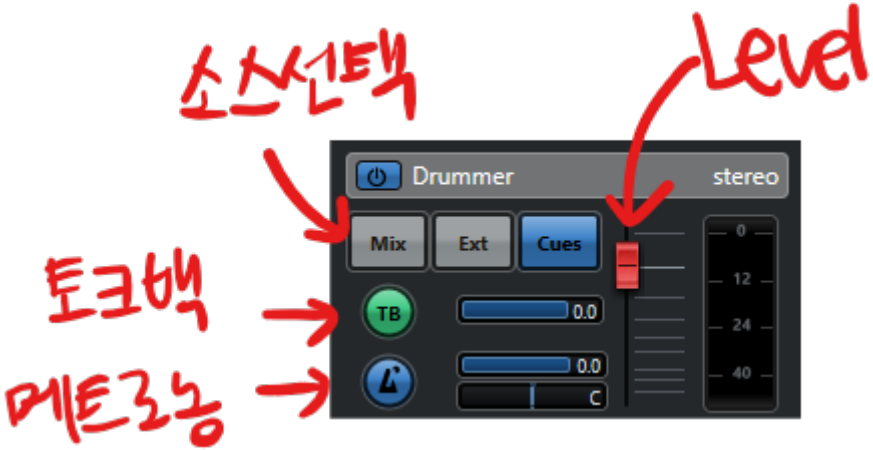 소스선택
Level
Drummer
stereo
Mix
Ext
Cues
0
12
24
40
토크백
TB
0.0
메트로놈
0.0
C